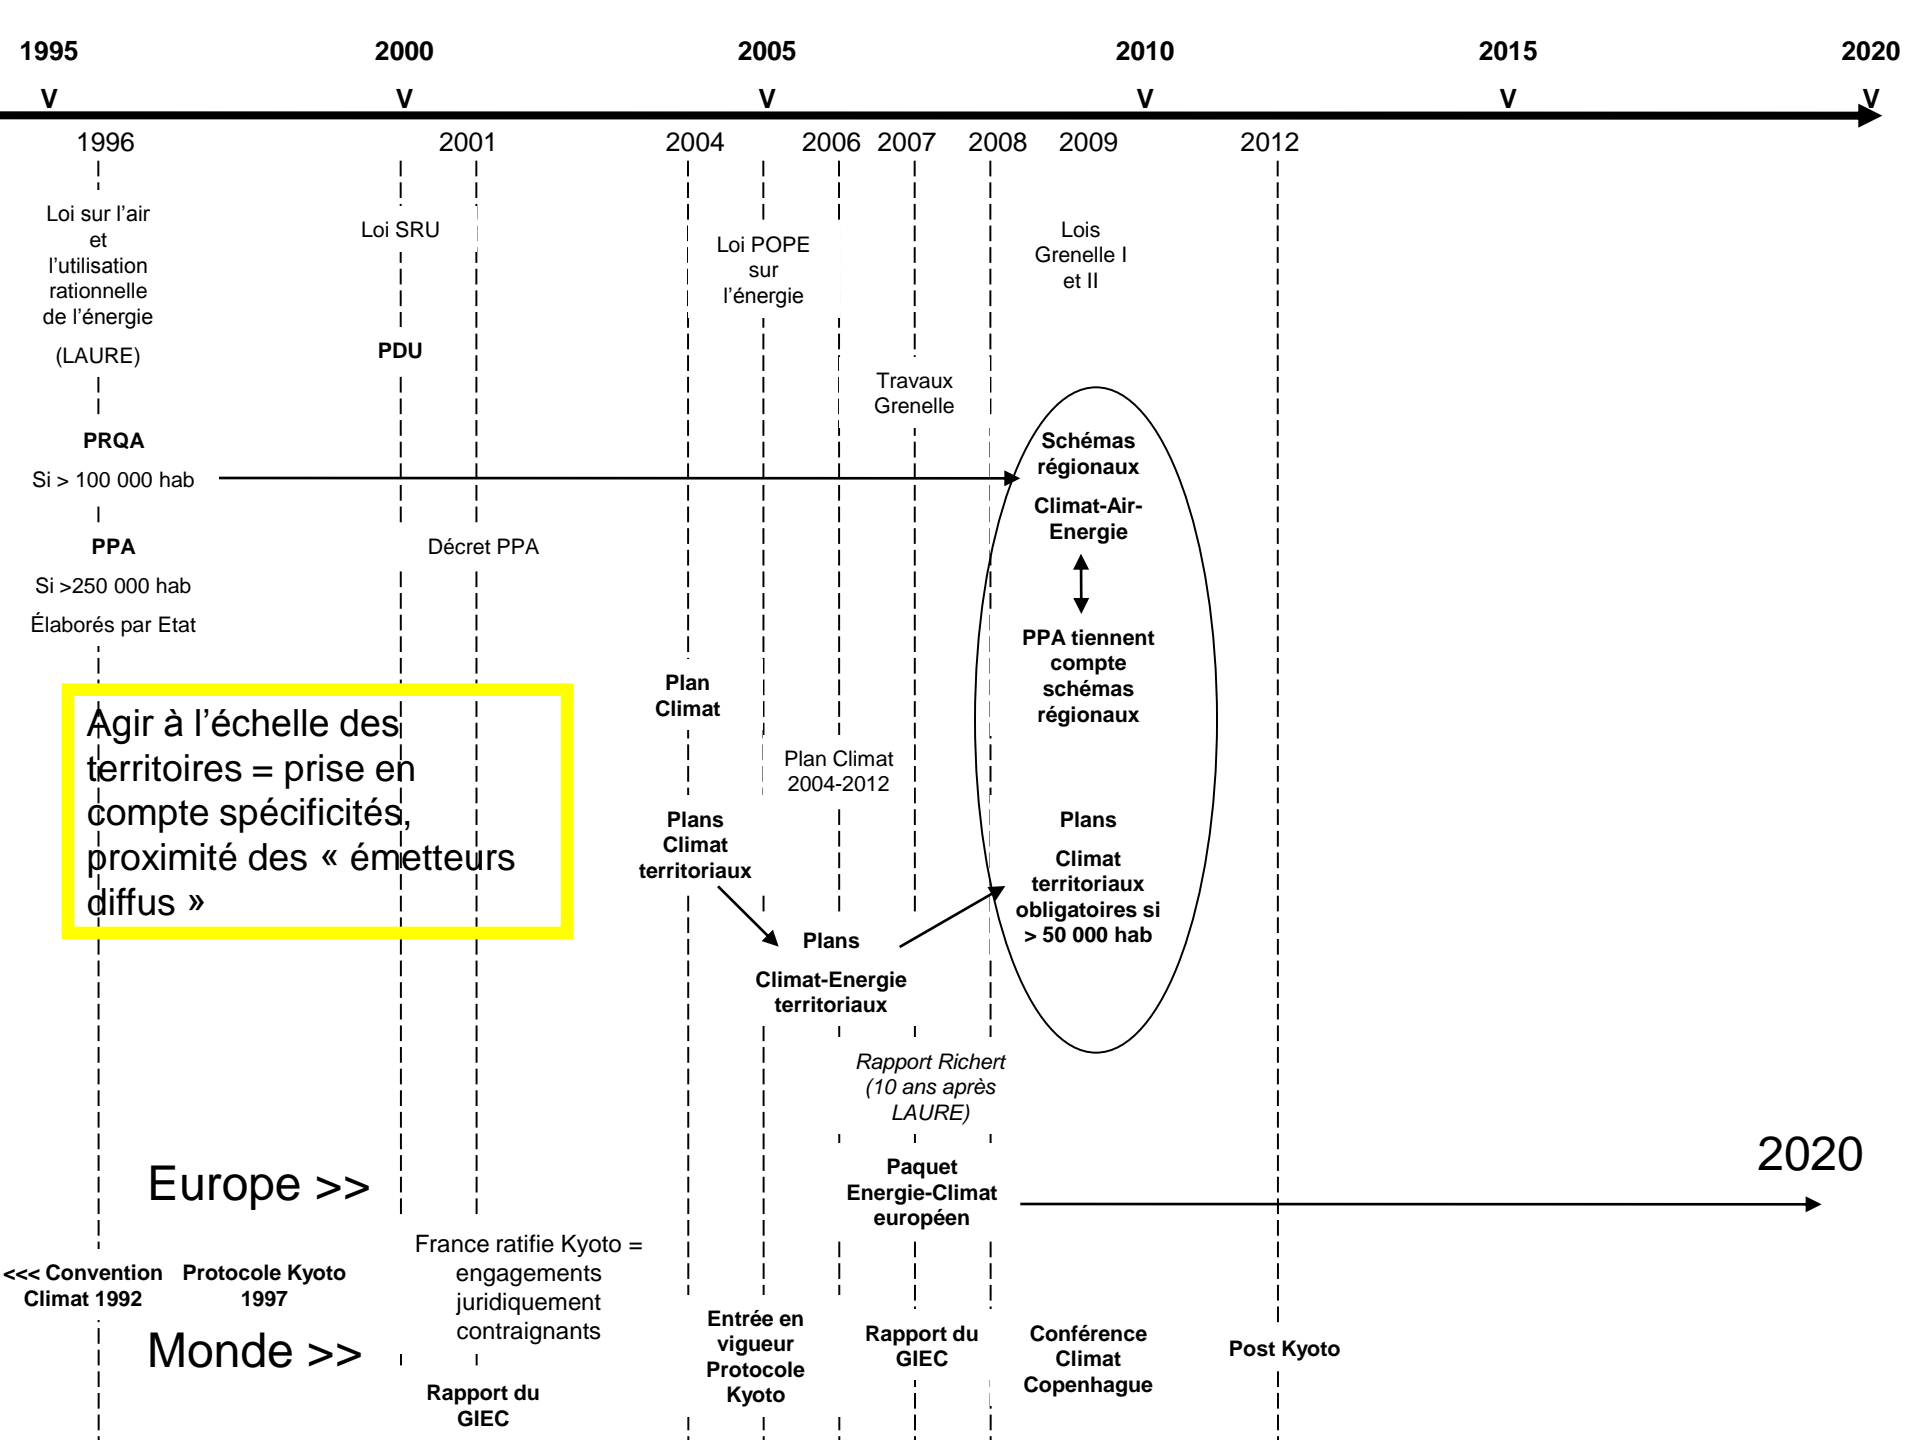 1995 2000 2005 2010 2015 2020
V V V V V V
1996 2001 2004 2006 2007 2008 2009 2012
Loi sur l’air
et
l’utilisation
rationnelle
de l’énergie
(LAURE)
Loi SRU
PDU
Loi POPE
sur
l’énergie
Travaux
Grenelle
Lois
Grenelle I
et II
PRQA
Si > 100 000 hab
PPA
Si >250 000 hab
Élaborés par Etat
Décret PPA
Schémas
régionaux
Climat-Air-
Energie
PPA tiennent
compte
schémas
régionaux
Plan
Climat
Plan Climat
2004-2012
Plans
Climat
territoriaux
Plans
Climat-Energie
territoriaux
Plans
Climat
territoriaux
obligatoires si
> 50 000 hab
Agir à l’échelle des
territoires = prise en
compte spécificités,
proximité des « émetteurs
diffus »
Rapport Richert
(10 ans après
LAURE)
Europe >>
Paquet
Energie-Climat
européen
2020
<<< Convention
Climat 1992
Protocole Kyoto
1997
France ratifie Kyoto =
engagements
juridiquement
contraignants
Monde >>
Rapport du
GIEC
Entrée en
vigueur
Protocole
Kyoto
Rapport du
GIEC
Conférence
Climat
Copenhague
Post Kyoto